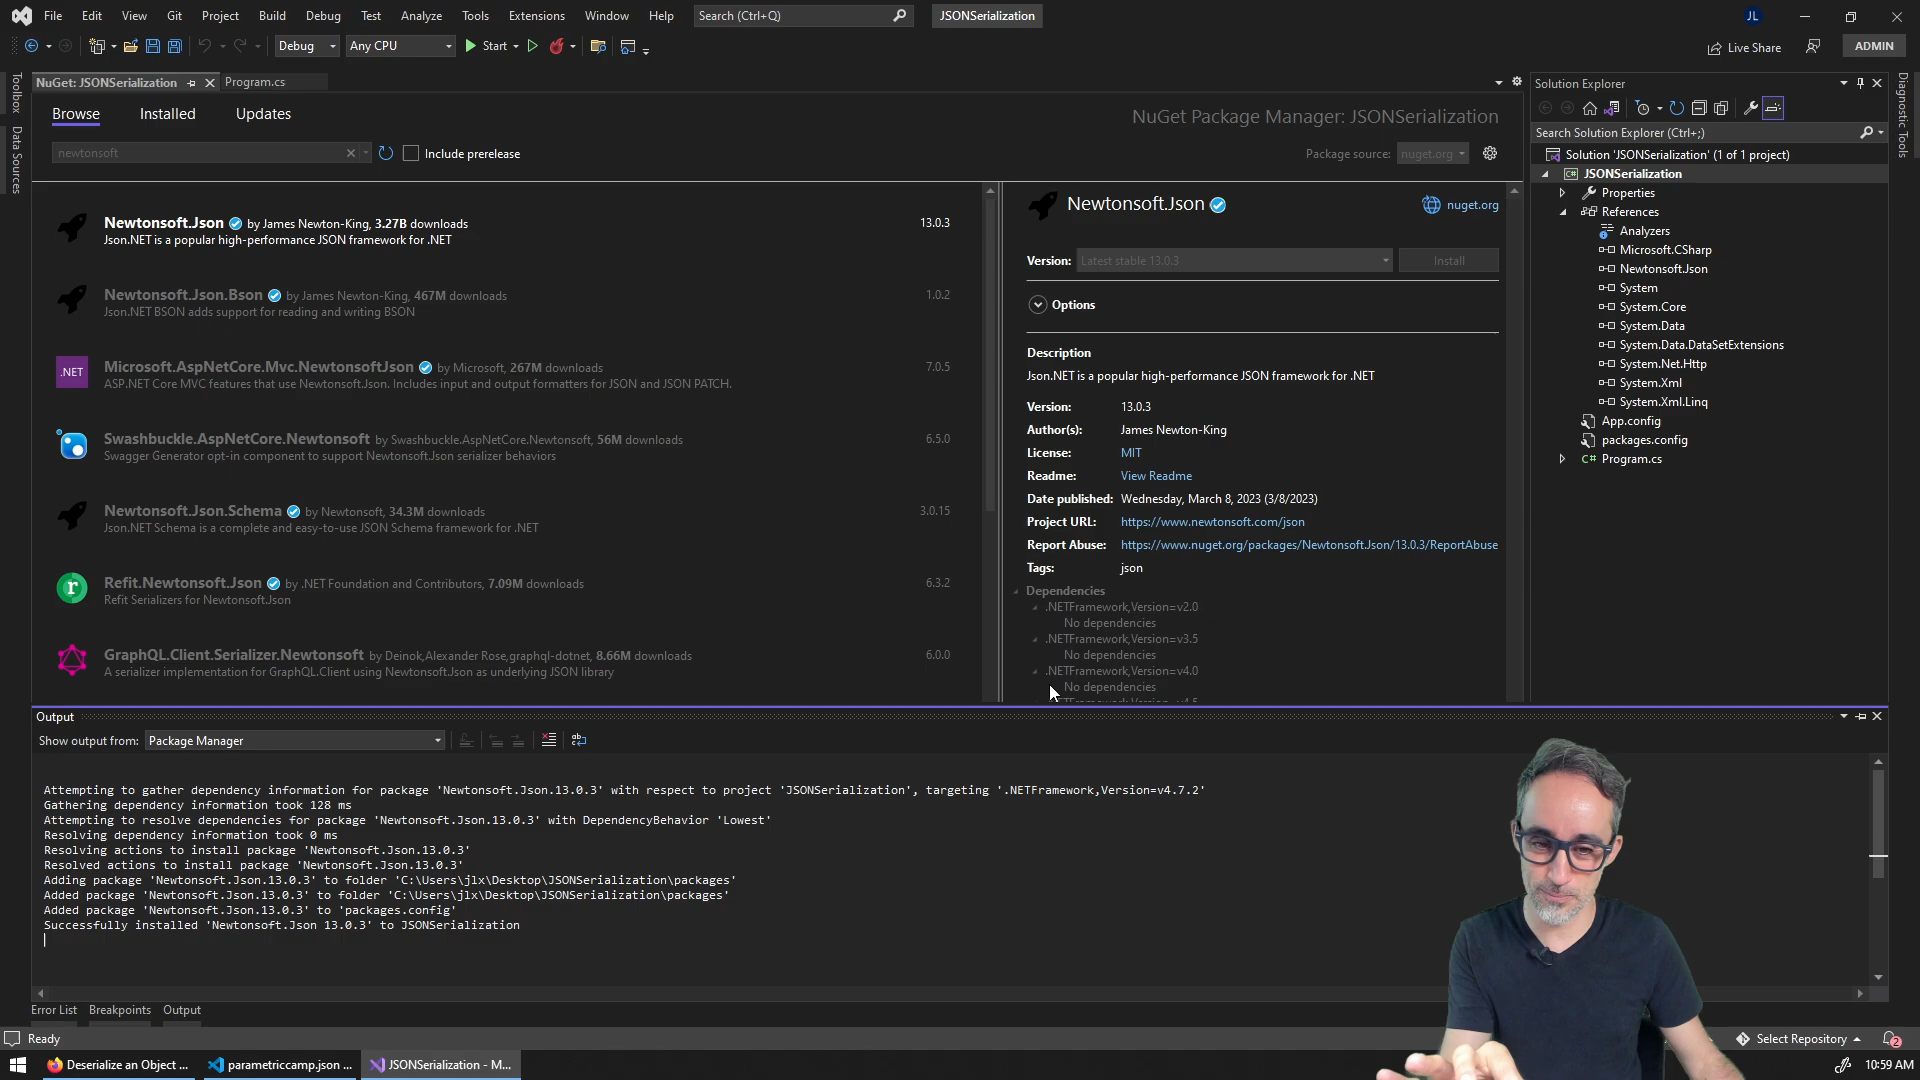 File Edit View Git Project Build Debug Test Analyze Tools Extensions Window Help Search (Ctrl+Q) JSONSerialization JL
Debug Any CPU Start Live Share ADMIN
Toolbox
Data Sources
NuGet: JSONSerialization Program.cs
Browse Installed Updates NuGet Package Manager: JSONSerialization
newtonsoft Include prerelease Package source: nuget.org
Newtonsoft.Json by James Newton-King, 3.27B downloads 13.0.3
Json.NET is a popular high-performance JSON framework for .NET
Newtonsoft.Json.Bson by James Newton-King, 467M downloads 1.0.2
Json.NET BSON adds support for reading and writing BSON
.NET
Microsoft.AspNetCore.Mvc.NewtonsoftJson by Microsoft, 267M downloads 7.0.5
ASP.NET Core MVC features that use Newtonsoft.Json. Includes input and output formatters for JSON and JSON PATCH.
Swashbuckle.AspNetCore.Newtonsoft by Swashbuckle.AspNetCore.Newtonsoft, 56M downloads 6.5.0
Swagger Generator opt-in component to support Newtonsoft.Json serializer behaviors
Newtonsoft.Json.Schema by Newtonsoft, 34.3M downloads 3.0.15
Json.NET Schema is a complete and easy-to-use JSON Schema framework for .NET
r
Refit.Newtonsoft.Json by .NET Foundation and Contributors, 7.09M downloads 6.3.2
Refit Serializers for Newtonsoft.Json
GraphQL.Client.Serializer.Newtonsoft by Deinok,Alexander Rose,graphql-dotnet, 8.66M downloads 6.0.0
A serializer implementation for GraphQL.Client using Newtonsoft.Json as underlying JSON library
Newtonsoft.Json nuget.org
Version: Latest stable 13.0.3 Install
Options
Description
Json.NET is a popular high-performance JSON framework for .NET
Version: 13.0.3
Author(s): James Newton-King
License: MIT
Readme: View Readme
Date published: Wednesday, March 8, 2023 (3/8/2023)
Project URL: https://www.newtonsoft.com/json
Report Abuse: https://www.nuget.org/packages/Newtonsoft.Json/13.0.3/ReportAbuse
Tags: json
Dependencies
.NETFramework,Version=v2.0
No dependencies
.NETFramework,Version=v3.5
No dependencies
.NETFramework,Version=v4.0
No dependencies
Solution Explorer
Search Solution Explorer (Ctrl+;)
Solution 'JSONSerialization' (1 of 1 project)
C# JSONSerialization
Properties
References
Analyzers
Microsoft.CSharp
Newtonsoft.Json
System
System.Core
System.Data
System.Data.DataSetExtensions
System.Net.Http
System.Xml
System.Xml.Linq
App.config
packages.config
C# Program.cs
Diagnostic Tools
Output
Show output from: Package Manager
Attempting to gather dependency information for package 'Newtonsoft.Json.13.0.3' with respect to project 'JSONSerialization', targeting '.NETFramework,Version=v4.7.2'
Gathering dependency information took 128 ms
Attempting to resolve dependencies for package 'Newtonsoft.Json.13.0.3' with DependencyBehavior 'Lowest'
Resolving dependency information took 0 ms
Resolving actions to install package 'Newtonsoft.Json.13.0.3'
Resolved actions to install package 'Newtonsoft.Json.13.0.3'
Adding package 'Newtonsoft.Json.13.0.3' to folder 'C:\Users\jlx\Desktop\JSONSerialization\packages'
Added package 'Newtonsoft.Json.13.0.3' to folder 'C:\Users\jlx\Desktop\JSONSerialization\packages'
Added package 'Newtonsoft.Json.13.0.3' to 'packages.config'
Successfully installed 'Newtonsoft.Json 13.0.3' to JSONSerialization
Error List Breakpoints Output
Ready Select Repository 2
Deserialize an Object ... parametriccamp.json ... JSONSerialization - M... 10:59 AM